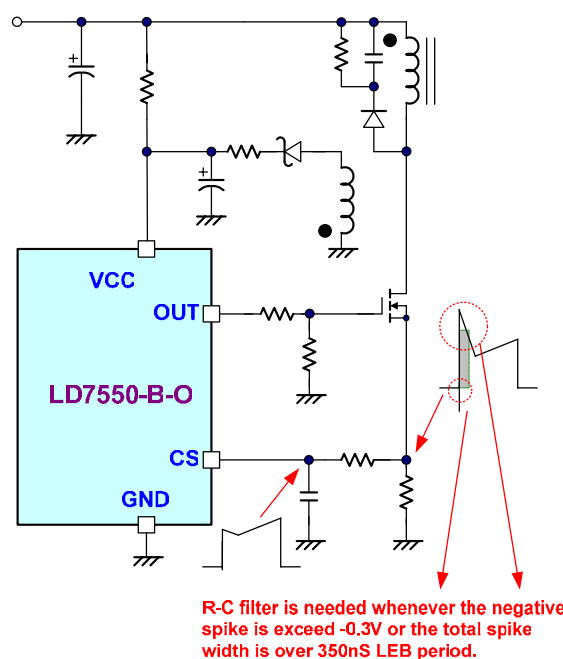 +
+
VCC
OUT
LD7550-B-O
CS
GND
R-C filter is needed whenever the negative
spike is exceed -0.3V or the total spike
width is over 350nS LEB period.